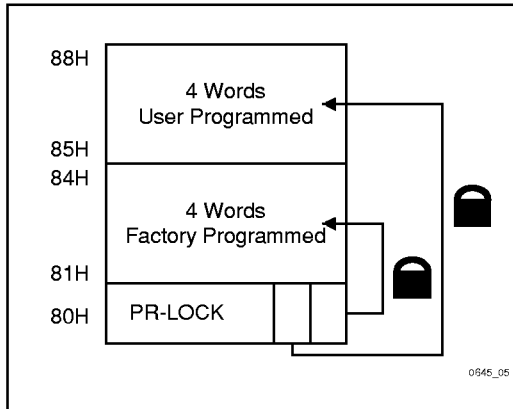 88H
4 Words
User Programmed
85H
84H
4 Words
Factory Programmed
81H
80H
PR-LOCK
0645_05